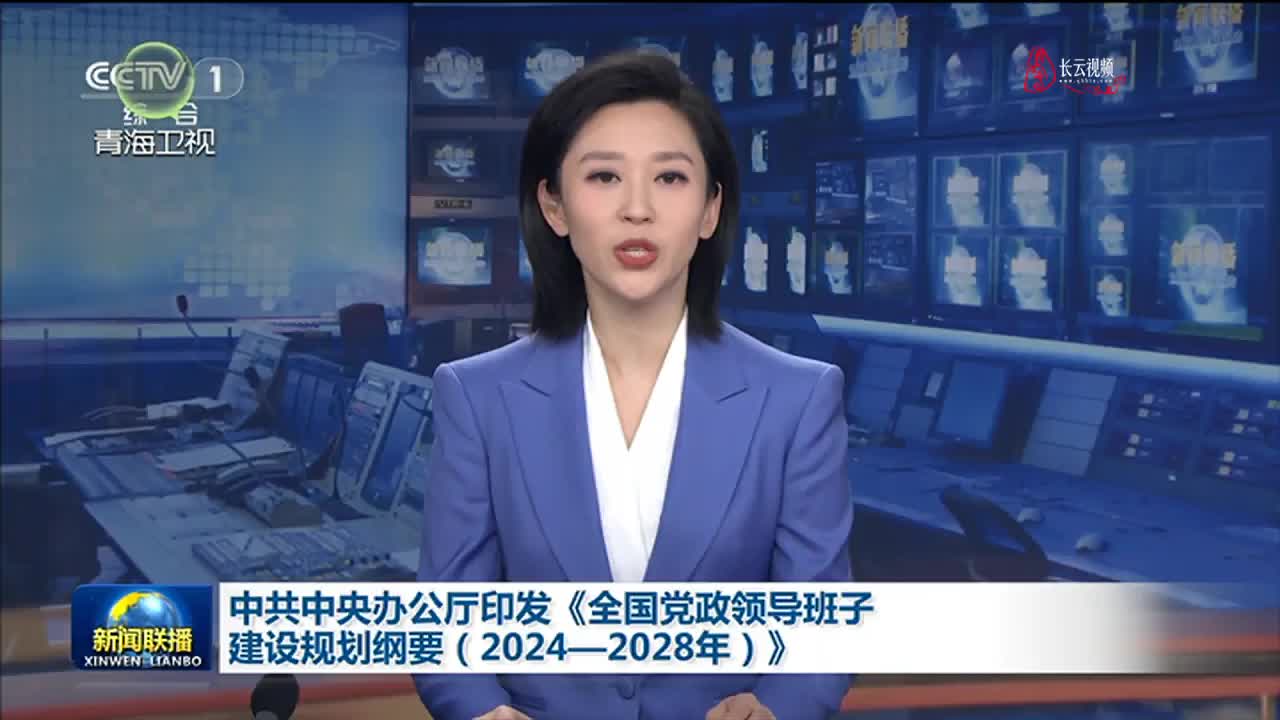 CCTV 1
综合
青海卫视
长云视频
中共中央办公厅印发《全国党政领导班子
建设规划纲要（2024—2028年）》
新闻联播
XINWEN LIANBO